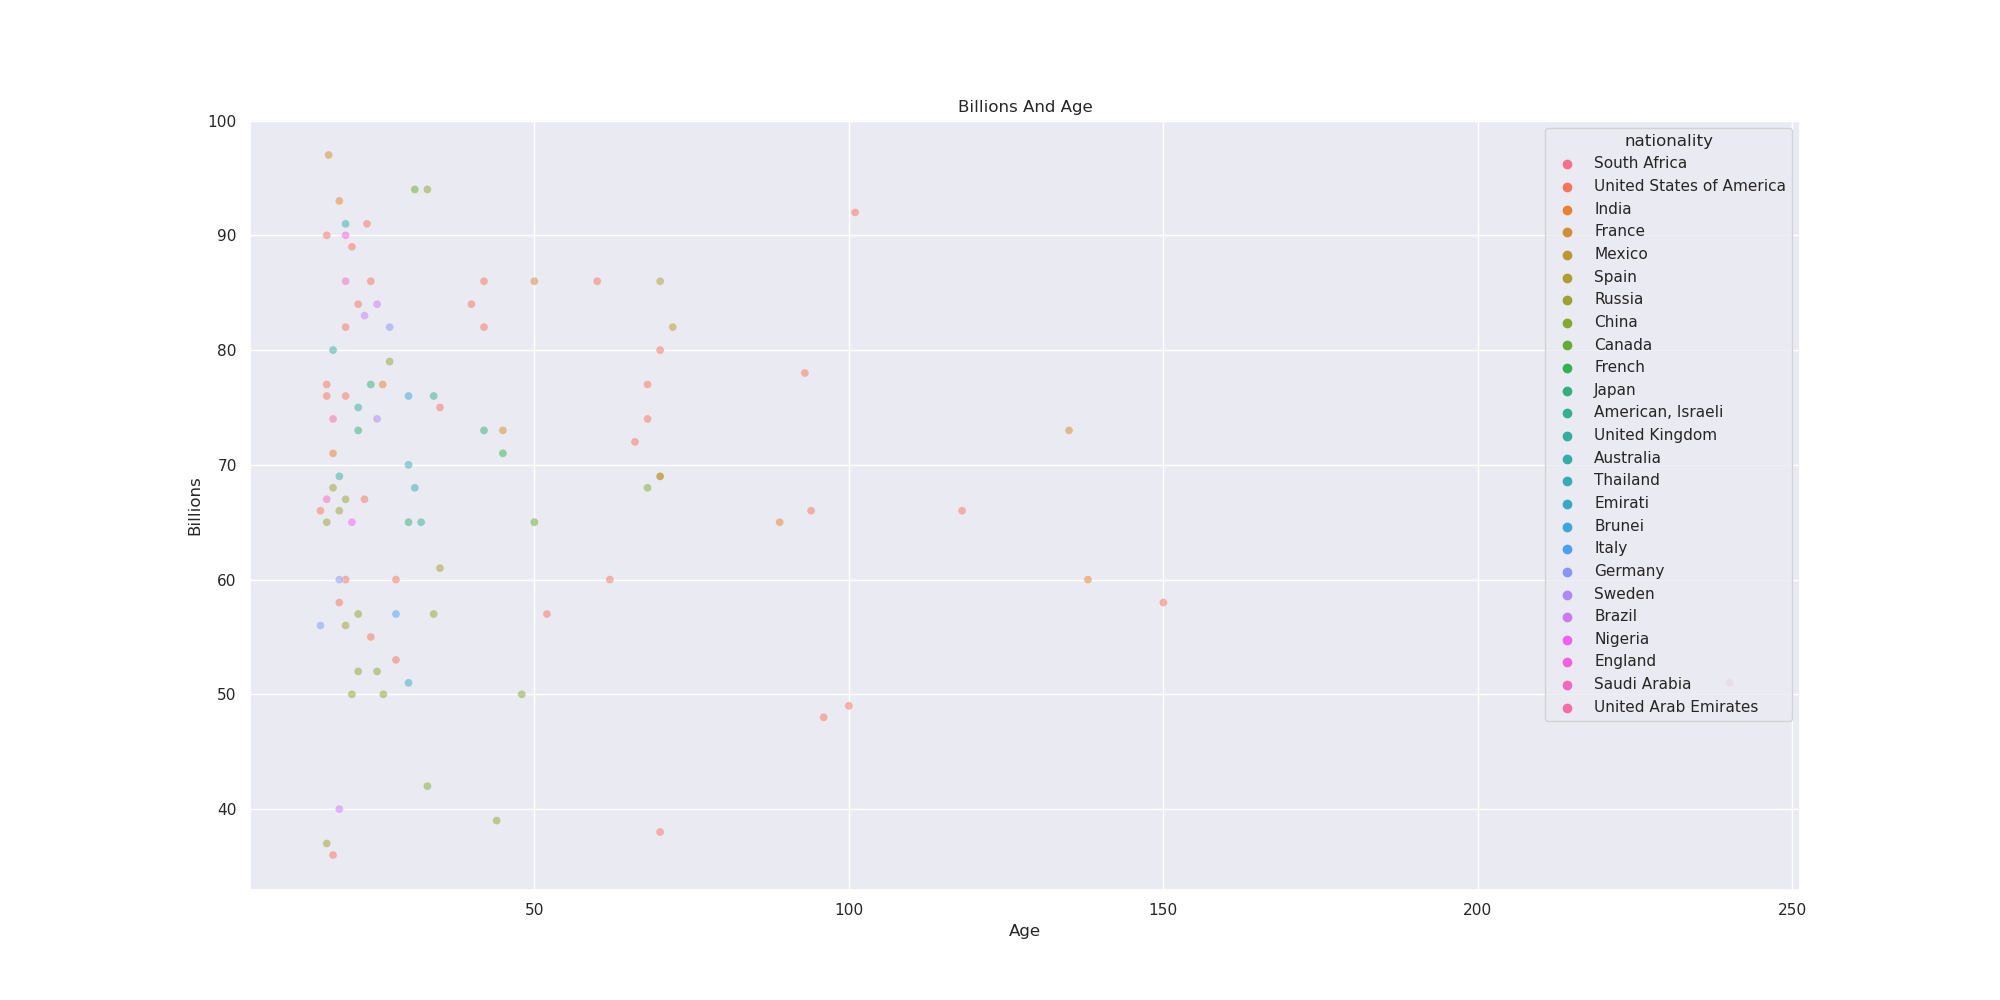 Billions And Age
100
90
80
70
60
50
40
Billions
50
100
150
200
250
Age
nationality
South Africa
United States of America
India
France
Mexico
Spain
Russia
China
Canada
French
Japan
American, Israeli
United Kingdom
Australia
Thailand
Emirati
Brunei
Italy
Germany
Sweden
Brazil
Nigeria
England
Saudi Arabia
United Arab Emirates